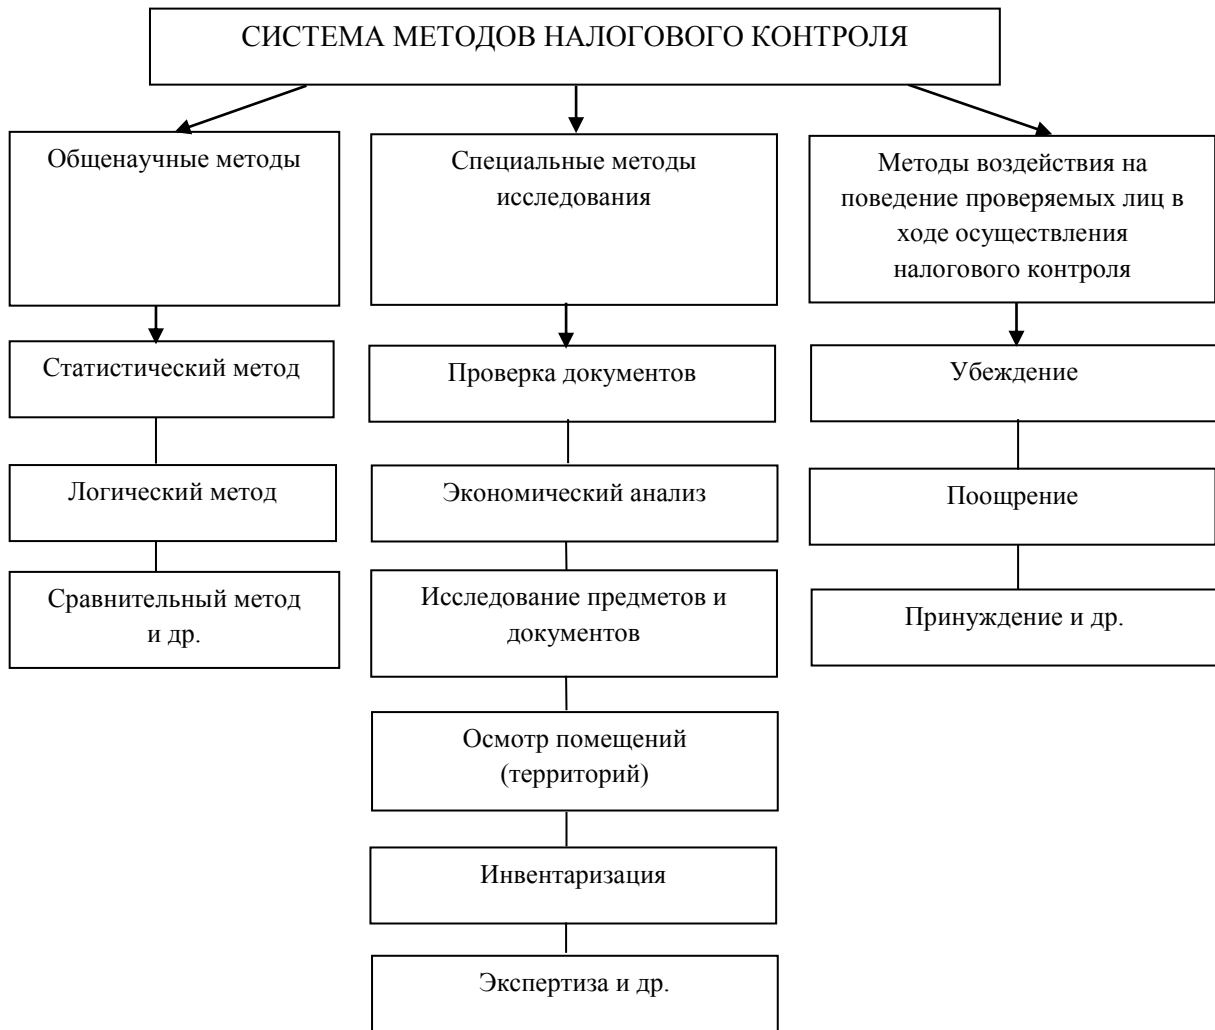 СИСТЕМА МЕТОДОВ НАЛОГОВОГО КОНТРОЛЯ
Общенаучные методы
Статистический метод
Логический метод
Сравнительный метод
и др.
Специальные методы
исследования
Проверка документов
Экономический анализ
Исследование предметов и
документов
Осмотр помещений
(территорий)
Инвентаризация
Экспертиза и др.
Методы воздействия на
поведение проверяемых лиц в
ходе осуществления
налогового контроля
Убеждение
Поощрение
Принуждение и др.